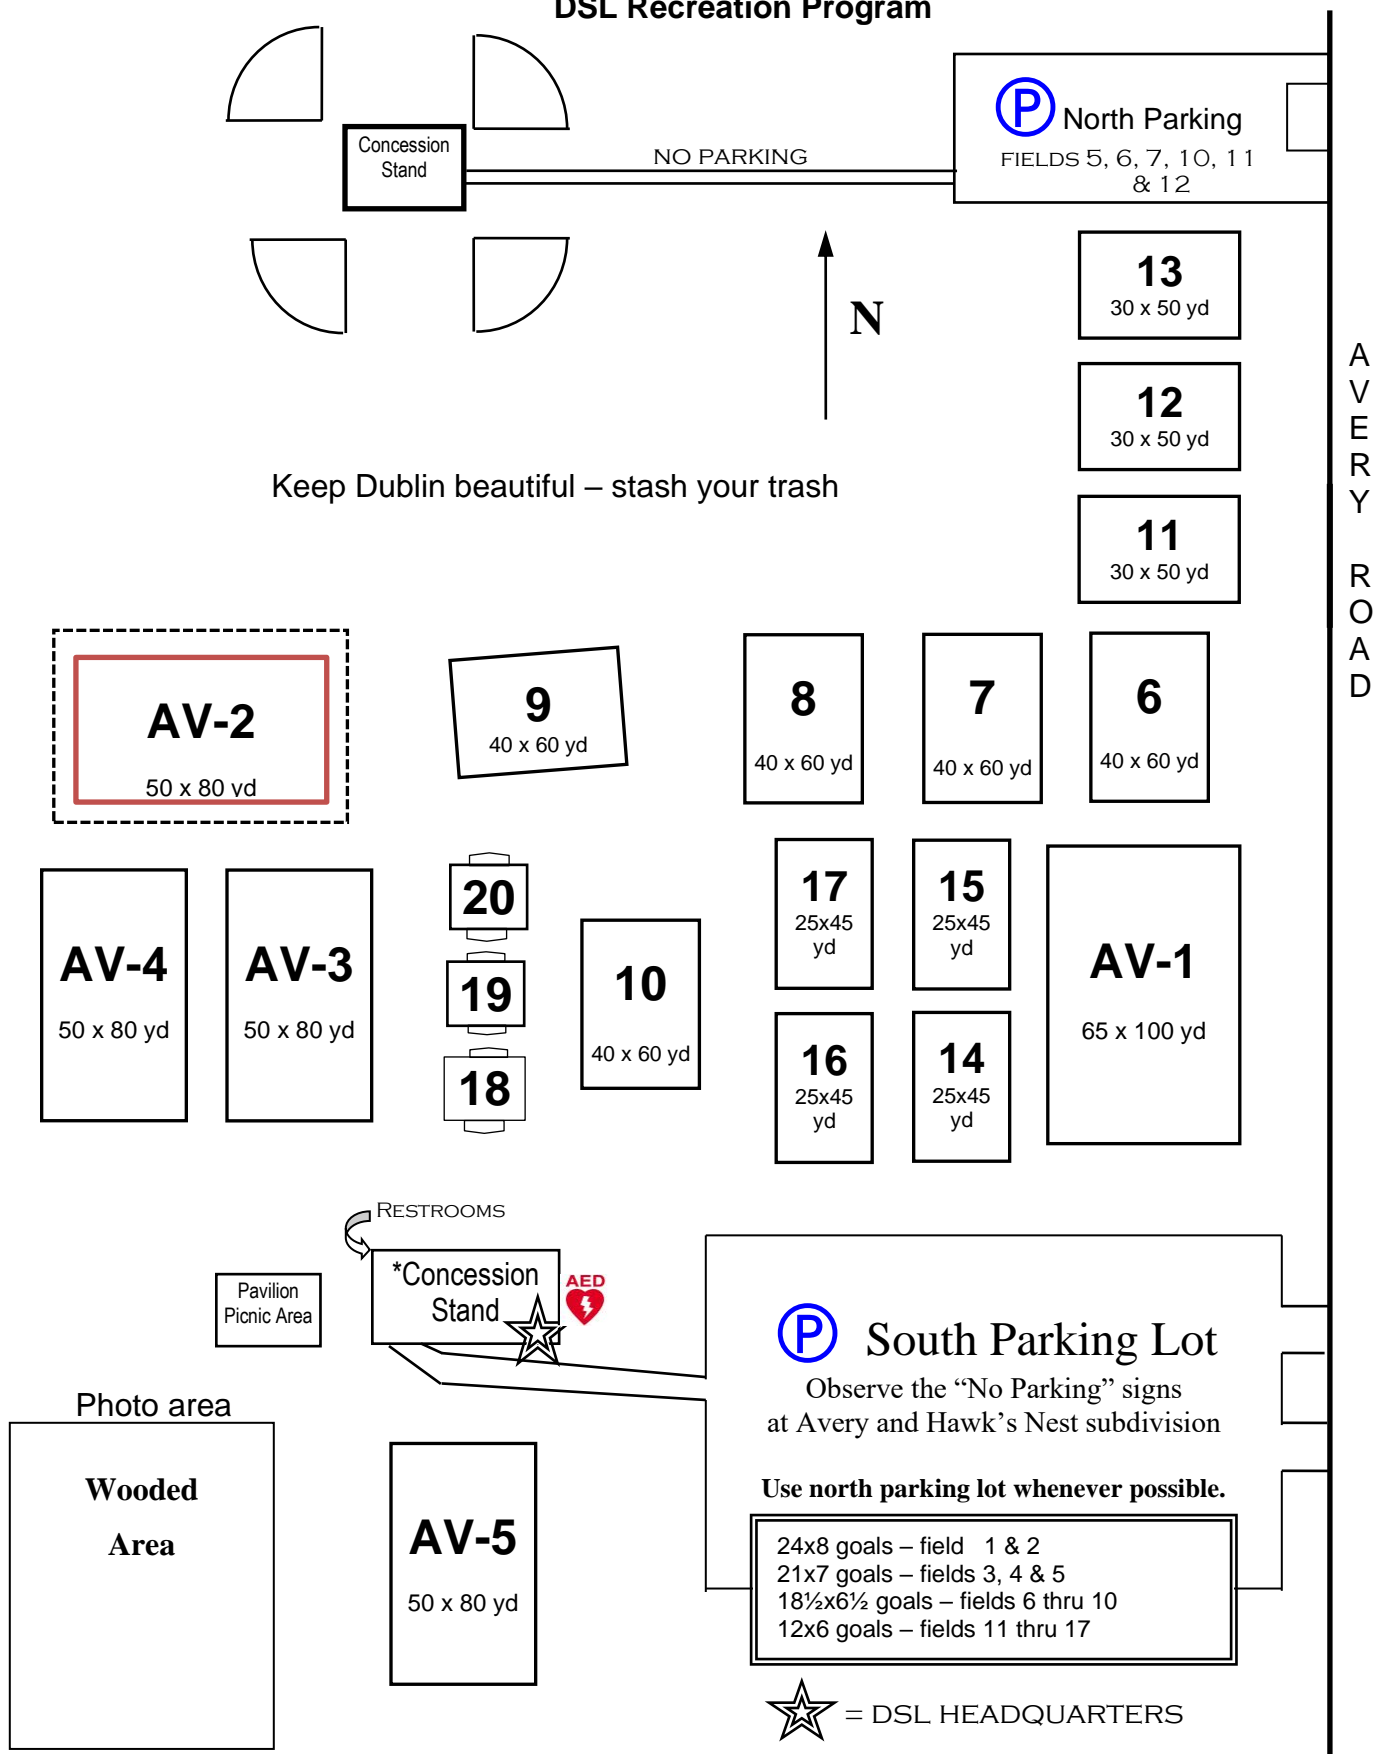 DSL Recreation Program
P North Parking
FIELDS 5, 6, 7, 10, 11
& 12
Concession
Stand
NO PARKING
N
13
30 x 50 yd
12
30 x 50 yd
11
30 x 50 yd
AVERY ROAD
Keep Dublin beautiful – stash your trash
AV-2
50 x 80 yd
9
40 x 60 yd
8
40 x 60 yd
7
40 x 60 yd
6
40 x 60 yd
AV-4
50 x 80 yd
AV-3
50 x 80 yd
20
19
18
10
40 x 60 yd
17
25x45
yd
15
25x45
yd
16
25x45
yd
14
25x45
yd
AV-1
65 x 100 yd
RESTROOMS
*Concession
Stand
AED
Pavilion
Picnic Area
Photo area
Wooded
Area
AV-5
50 x 80 yd
P South Parking Lot
Observe the “No Parking” signs
at Avery and Hawk’s Nest subdivision
Use north parking lot whenever possible.
24x8 goals – field 1 & 2
21x7 goals – fields 3, 4 & 5
18½x6½ goals – fields 6 thru 10
12x6 goals – fields 11 thru 17
= DSL HEADQUARTERS